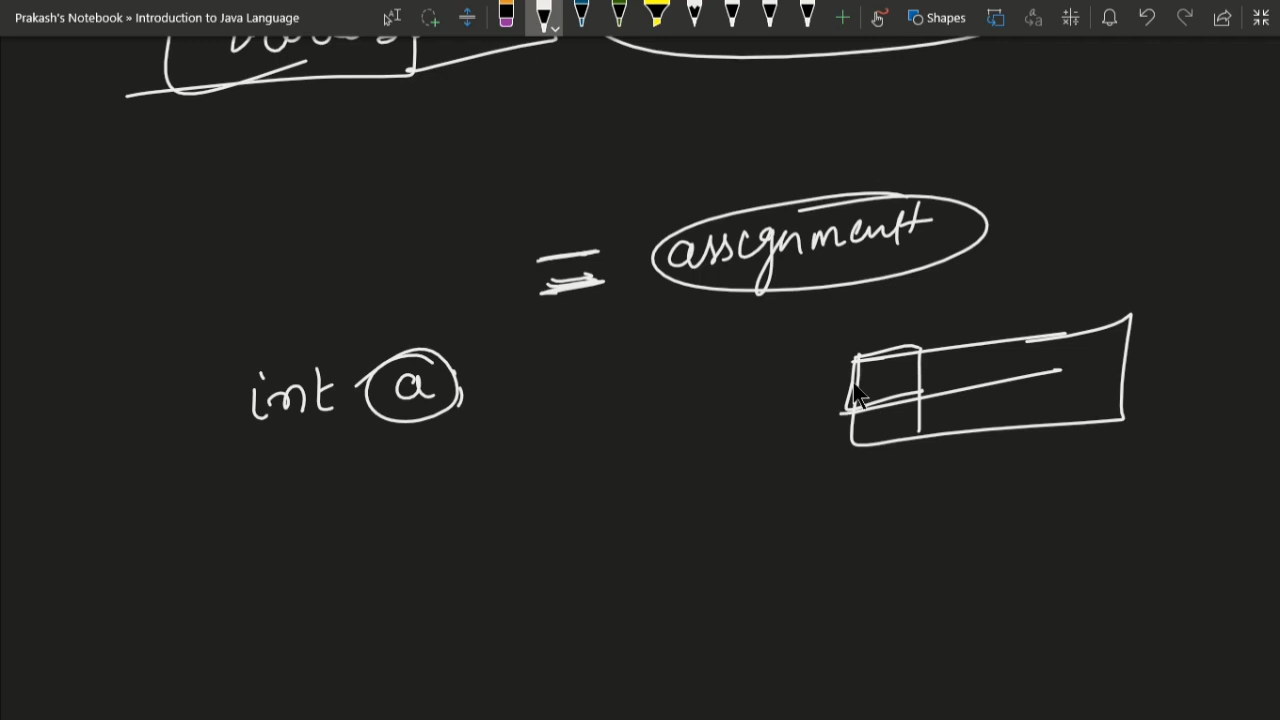 Prakash's Notebook » Introduction to Java Language
Shapes
= assignment
int a,